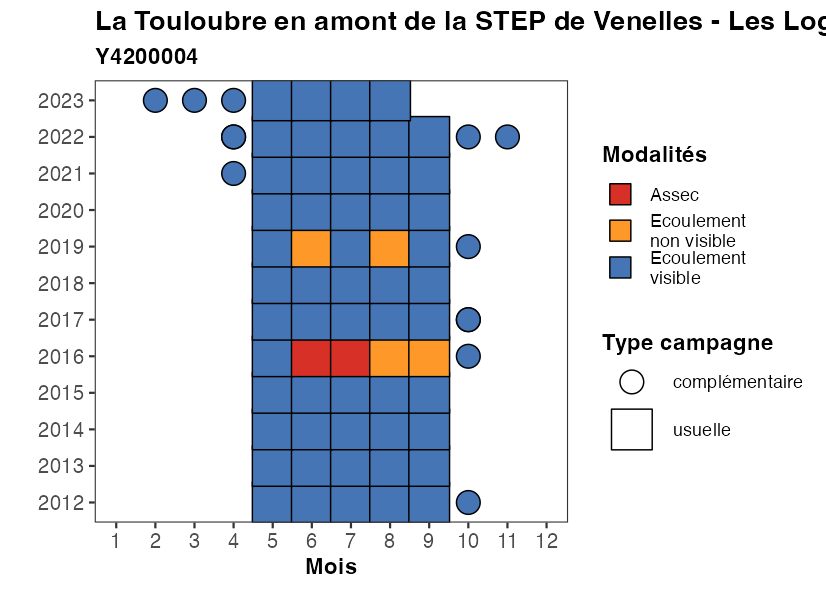 La Touloubre en amont de la STEP de Venelles - Les Log
Y4200004
2023
2022
2021
2020
2019
2018
2017
2016
2015
2014
2013
2012
1 2 3 4 5 6 7 8 9 10 11 12
Mois
Modalités
Assec
Ecoulement
non visible
Ecoulement
visible
Type campagne
complémentaire
usuelle